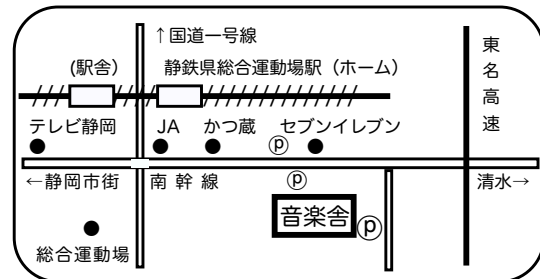 ↑国道一号線
(駅舎)
静鉄県総合運動場駅（ホーム）
東名高速
テレビ静岡
JA
かつ蔵
セブンイレブン
ⓟ
←静岡市街
南幹線
ⓟ
清水→
音楽舎
ⓟ
総合運動場